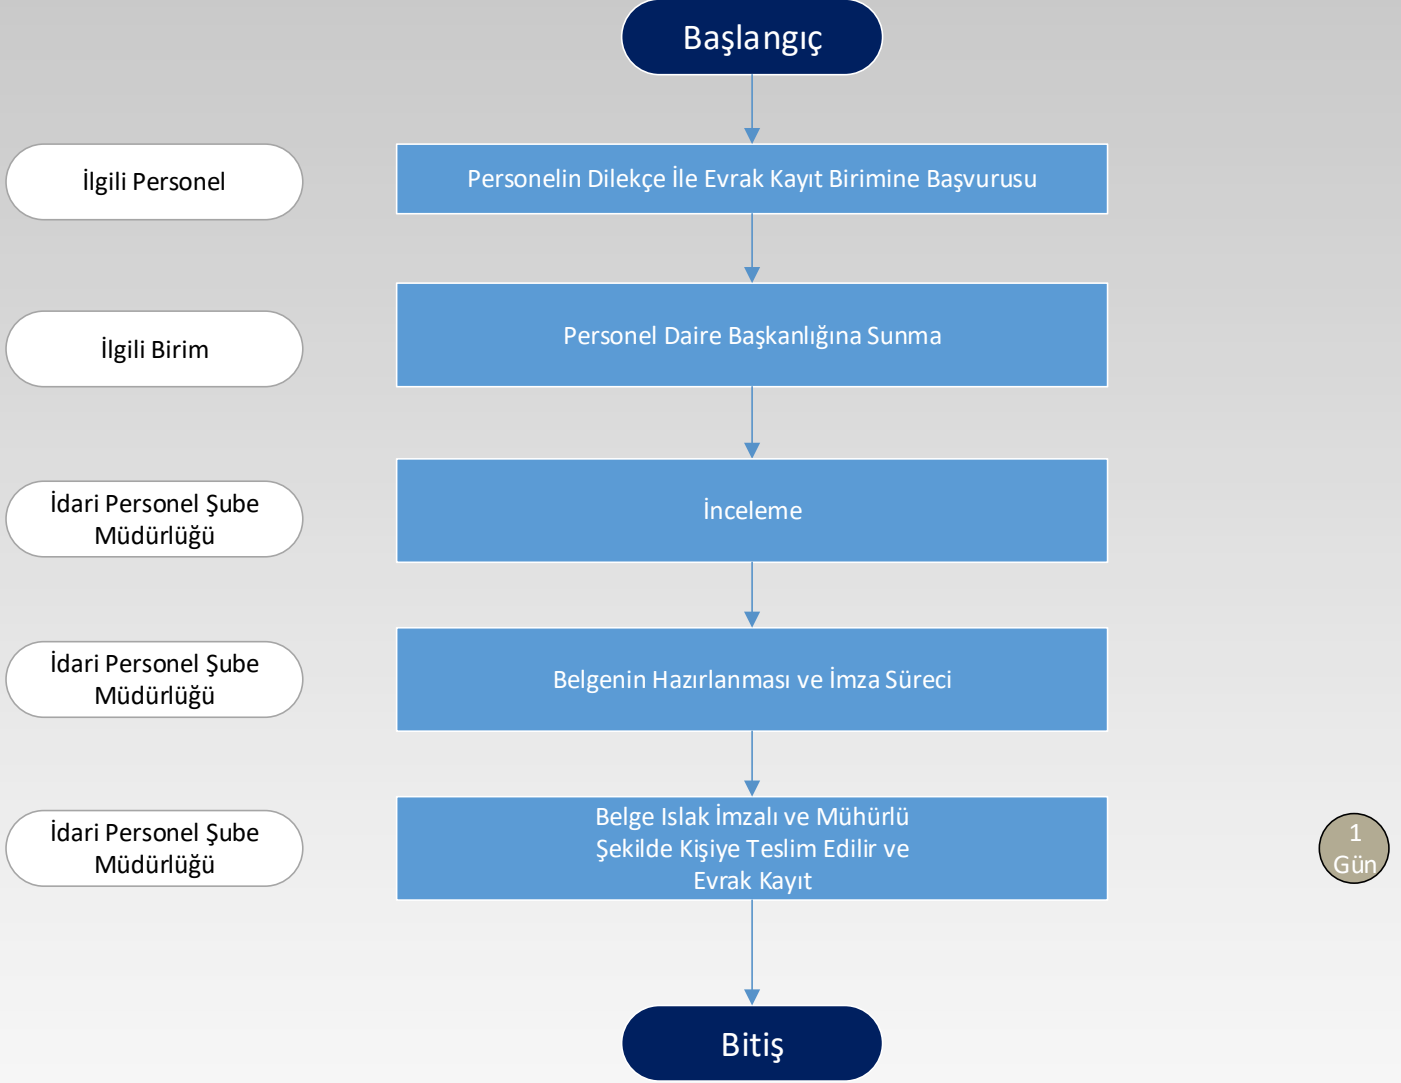 Başlangıç
İlgili Personel
Personelin Dilekçe İle Evrak Kayıt Birimine Başvurusu
İlgili Birim
Personel Daire Başkanlığına Sunma
İdari Personel Şube
Müdürlüğü
İnceleme
İdari Personel Şube
Müdürlüğü
Belgenin Hazırlanması ve İmza Süreci
İdari Personel Şube
Müdürlüğü
Belge Islak İmzalı ve Mühürlü
Şekilde Kişiye Teslim Edilir ve
Evrak Kayıt
1
Gün
Bitiş